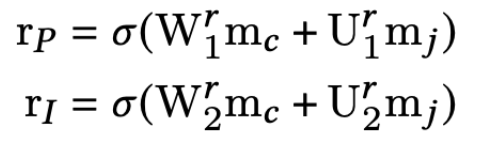 r_P = σ(W_1^r m_c + U_1^r m_j)
r_I = σ(W_2^r m_c + U_2^r m_j)